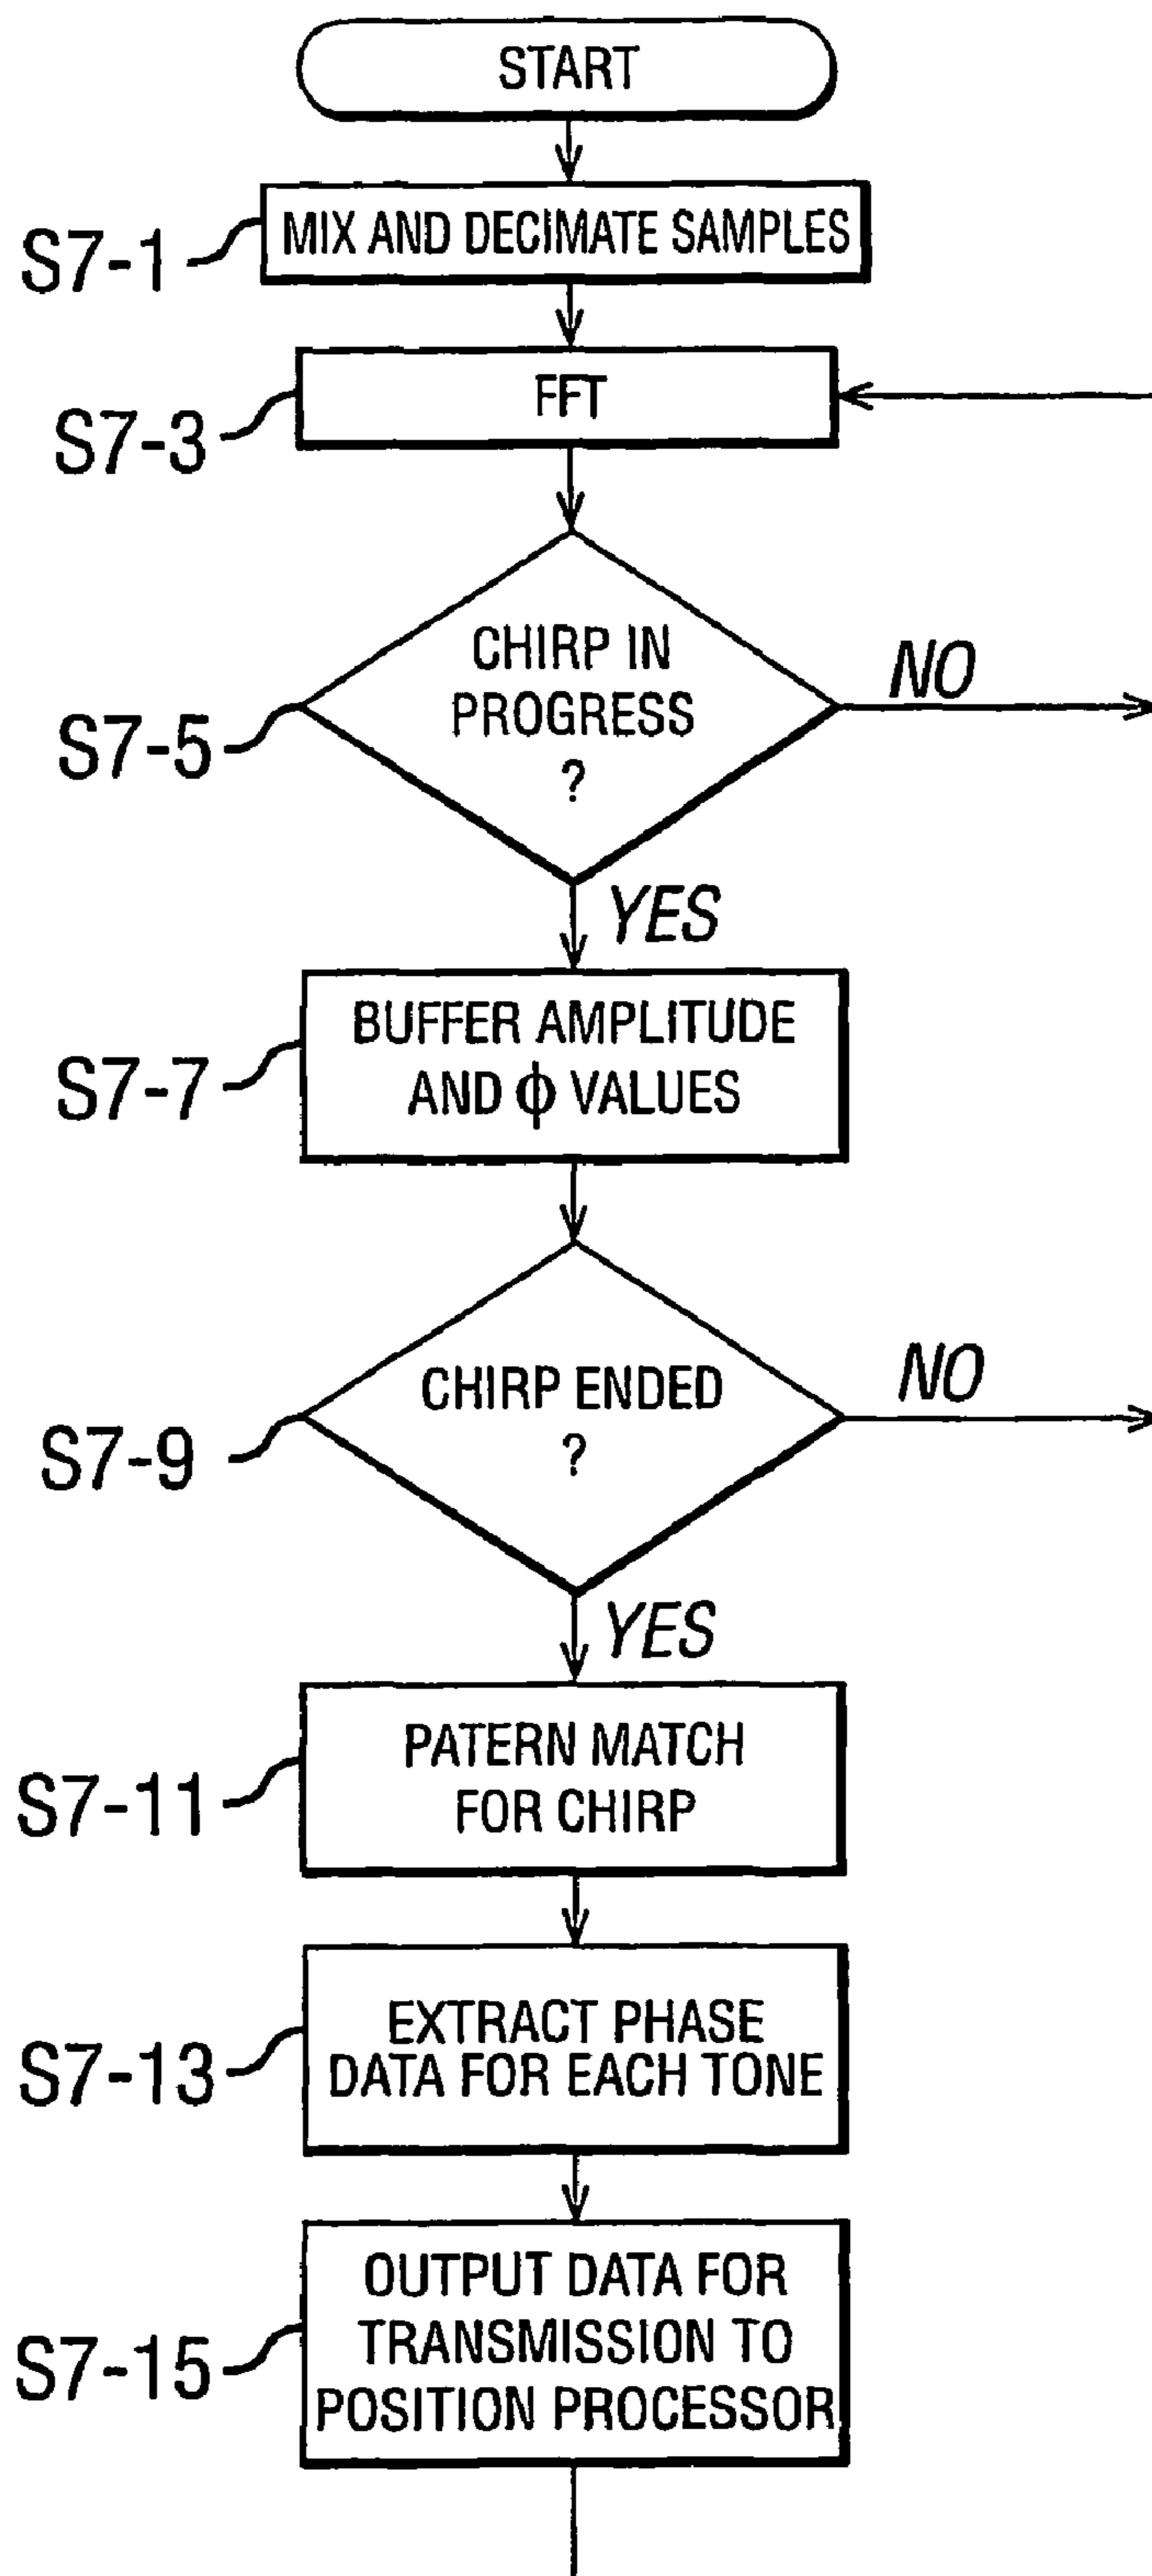 START
S7-1
MIX AND DECIMATE SAMPLES
S7-3
FFT
S7-5
CHIRP IN
PROGRESS
?
NO
YES
S7-7
BUFFER AMPLITUDE
AND ϕ VALUES
S7-9
CHIRP ENDED
?
NO
YES
S7-11
PATERN MATCH
FOR CHIRP
S7-13
EXTRACT PHASE
DATA FOR EACH TONE
S7-15
OUTPUT DATA FOR
TRANSMISSION TO
POSITION PROCESSOR